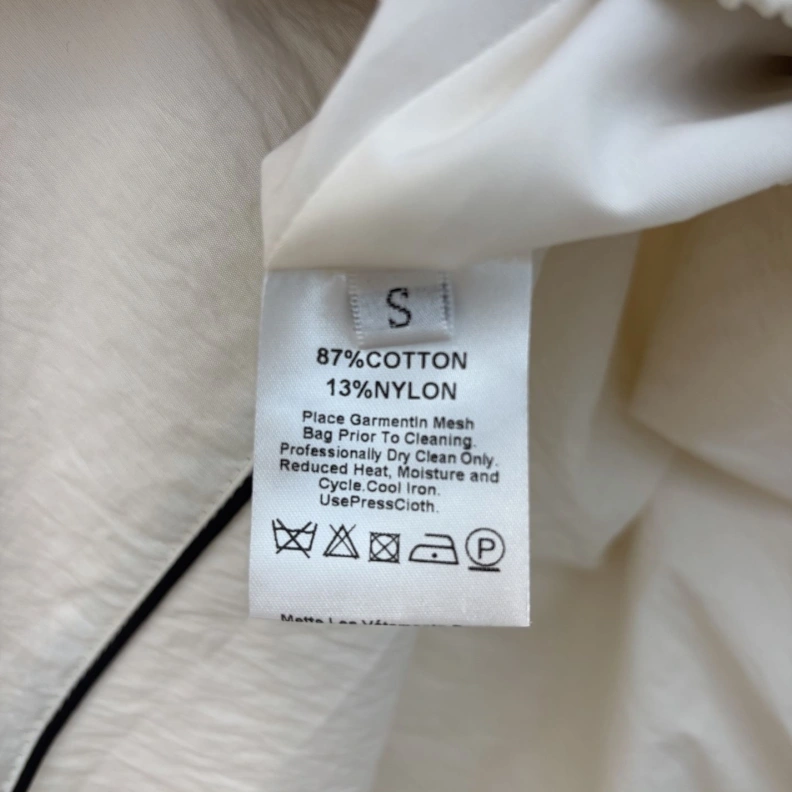 S
87%COTTON
13%NYLON
Place GarmentIn Mesh
Bag Prior To Cleaning.
Professionally Dry Clean Only.
Reduced Heat, Moisture and
Cycle.Cool Iron.
UsePressCloth.
P